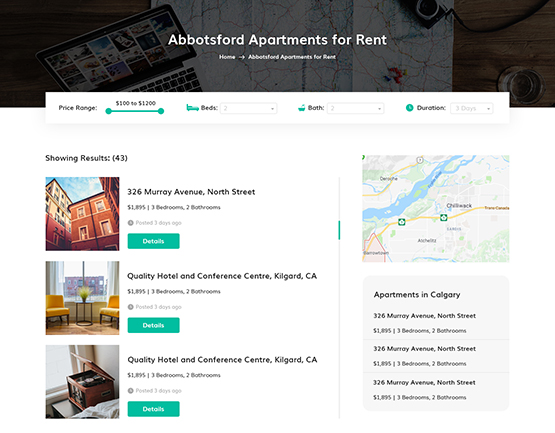 Abbotsford Apartments for Rent
Home → Abbotsford Apartments for Rent
Price Range:
$100 to $1200
Beds:
2
Bath:
2
Duration:
3 Days
Showing Results: (43)
326 Murray Avenue, North Street
$1,895 | 3 Bedrooms, 2 Bathrooms
Posted 3 days ago
Details
Quality Hotel and Conference Centre, Kilgard, CA
$1,895 | 3 Bedrooms, 2 Bathrooms
Posted 3 days ago
Details
Quality Hotel and Conference Centre, Kilgard, CA
$1,895 | 3 Bedrooms, 2 Bathrooms
Posted 3 days ago
Details
Deroche
Chilliwack
Trans-Canada
Atchelitz
Apartments in Calgary
326 Murray Avenue, North Street
$1,895 | 3 Bedrooms, 2 Bathrooms
326 Murray Avenue, North Street
$1,895 | 3 Bedrooms, 2 Bathrooms
326 Murray Avenue, North Street
$1,895 | 3 Bedrooms, 2 Bathrooms